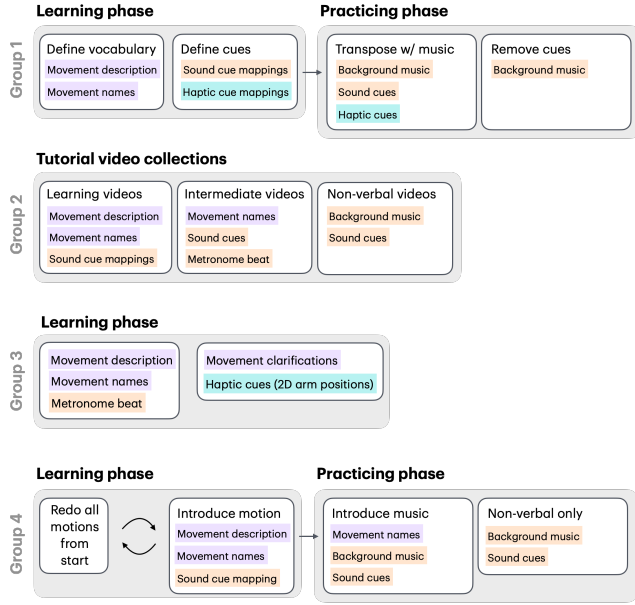 Learning phase
Practicing phase
Group 1
Define vocabulary
Movement description
Movement names
Define cues
Sound cue mappings
Haptic cue mappings
Transpose w/ music
Background music
Sound cues
Haptic cues
Remove cues
Background music
Tutorial video collections
Group 2
Learning videos
Movement description
Movement names
Sound cue mappings
Intermediate videos
Movement names
Sound cues
Metronome beat
Non-verbal videos
Background music
Sound cues
Learning phase
Group 3
Movement description
Movement names
Metronome beat
Movement clarifications
Haptic cues (2D arm positions)
Learning phase
Practicing phase
Group 4
Redo all
motions
from
start
Introduce motion
Movement description
Movement names
Sound cue mapping
Introduce music
Movement names
Background music
Sound cues
Non-verbal only
Background music
Sound cues